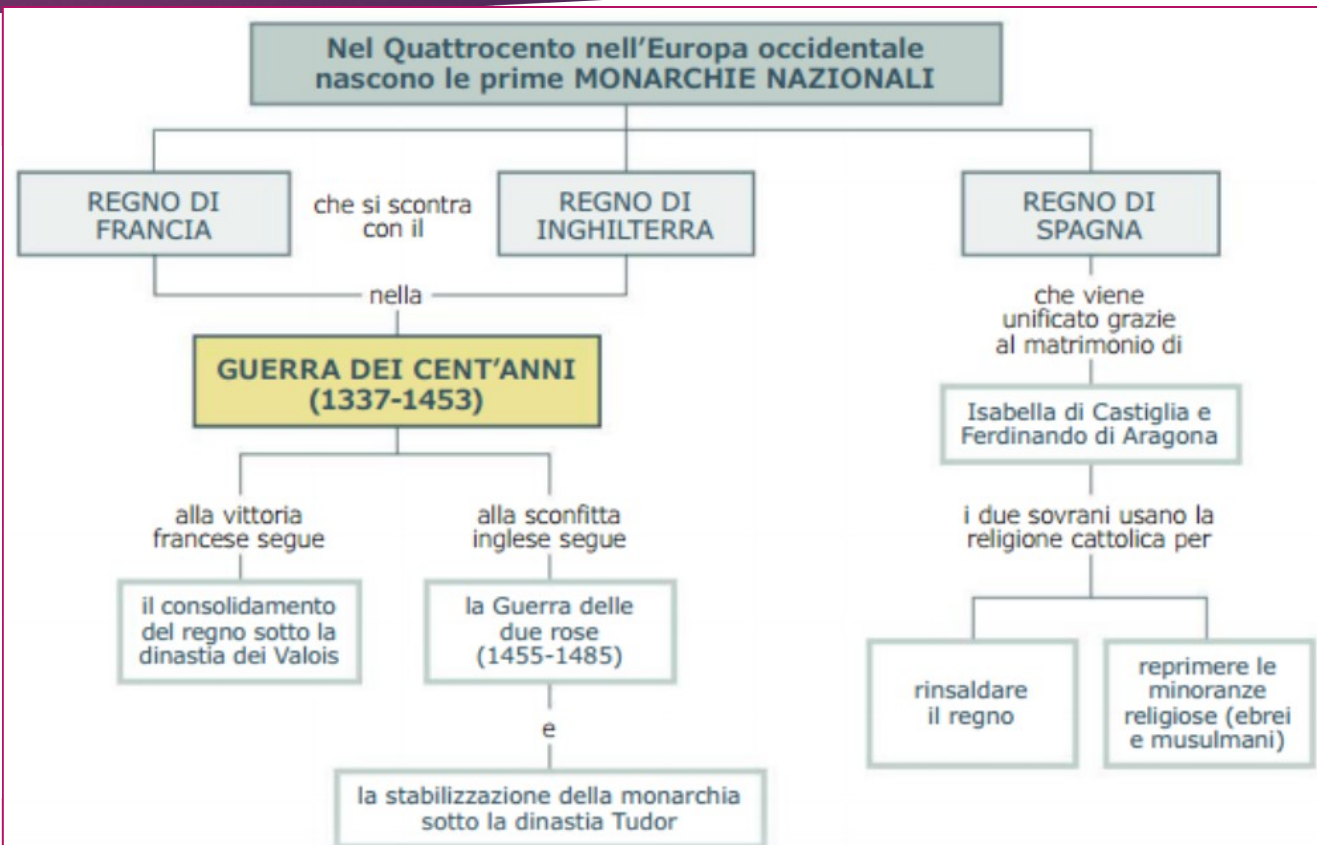 Nel Quattrocento nell'Europa occidentale
nascono le prime MONARCHIE NAZIONALI
REGNO DI
FRANCIA
che si scontra
con il
REGNO DI
INGHILTERRA
REGNO DI
SPAGNA
nella
GUERRA DEI CENT'ANNI
(1337-1453)
che viene
unificato grazie
al matrimonio di
Isabella di Castiglia e
Ferdinando di Aragona
alla vittoria
francese segue
alla sconfitta
inglese segue
i due sovrani usano la
religione cattolica per
il consolidamento
del regno sotto la
dinastia dei Valois
la Guerra delle
due rose
(1455-1485)
e
la stabilizzazione della monarchia
sotto la dinastia Tudor
rinsaldare
il regno
reprimere le
minoranze
religiose (ebrei
e musulmani)